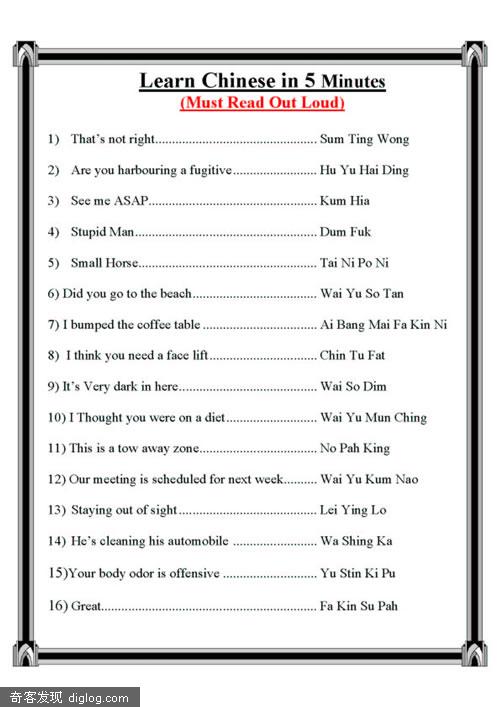 Learn Chinese in 5 Minutes
(Must Read Out Loud)
1) That's not right................................................. Sum Ting Wong
2) Are you harbouring a fugitive......................... Hu Yu Hai Ding
3) See me ASAP................................................... Kum Hia
4) Stupid Man....................................................... Dum Fuk
5) Small Horse...................................................... Tai Ni Po Ni
6) Did you go to the beach...................................... Wai Yu So Tan
7) I bumped the coffee table ................................... Ai Bang Mai Fa Kin Ni
8) I think you need a face lift................................. Chin Tu Fat
9) It's Very dark in here.......................................... Wai So Dim
10) I Thought you were on a diet........................... Wai Yu Mun Ching
11) This is a tow away zone.................................... No Pah King
12) Our meeting is scheduled for next week.......... Wai Yu Kum Nao
13) Staying out of sight.......................................... Lei Ying Lo
14) He's cleaning his automobile ......................... Wa Shing Ka
15)Your body odor is offensive ............................ Yu Stin Ki Pu
16) Great................................................................. Fa Kin Su Pah
奇客发现 diglog.com